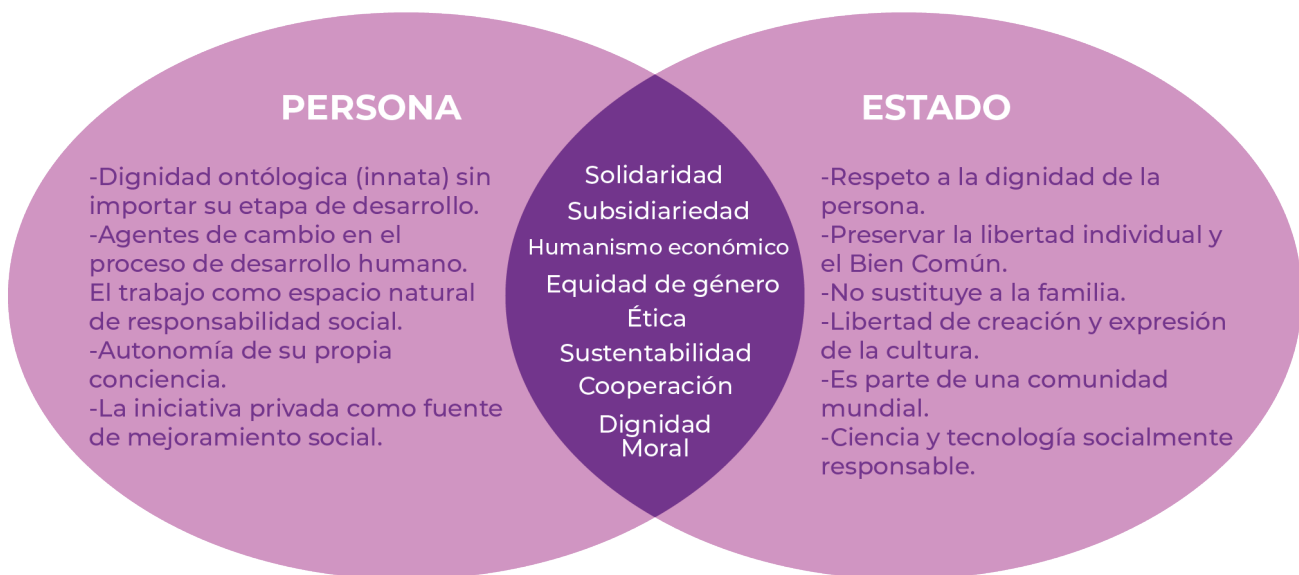 PERSONA
-Dignidad ontólogica (innata) sin
importar su etapa de desarrollo.
-Agentes de cambio en el
proceso de desarrollo humano.
El trabajo como espacio natural
de responsabilidad social.
-Autonomía de su propia
conciencia.
-La iniciativa privada como fuente
de mejoramiento social.
Solidaridad
Subsidiariedad
Humanismo económico
Equidad de género
Ética
Sustentabilidad
Cooperación
Dignidad
Moral
ESTADO
-Respeto a la dignidad de la
persona.
-Preservar la libertad individual y
el Bien Común.
-No sustituye a la familia.
-Libertad de creación y expresión
de la cultura.
-Es parte de una comunidad
mundial.
-Ciencia y tecnología socialmente
responsable.